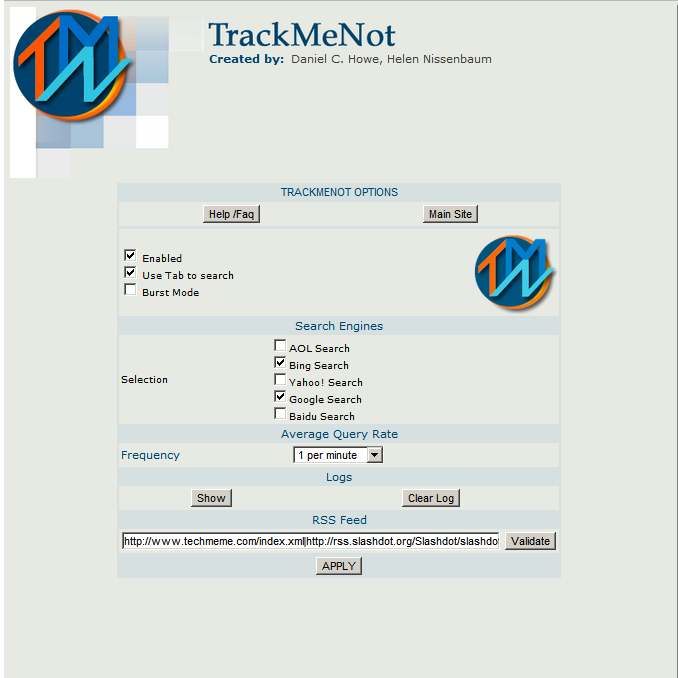 TMN
TrackMeNot
Created by: Daniel C. Howe, Helen Nissenbaum
TRACKMENOT OPTIONS
Help /Faq Main Site
TMN
Enabled
Use Tab to search
Burst Mode
Search Engines
AOL Search
Bing Search
Selection
Yahoo! Search
Google Search
Baidu Search
Average Query Rate
Frequency 1 per minute
Logs
Show Clear Log
RSS Feed
http://www.techmeme.com/index.xml|http://rss.slashdot.org/Slashdot/slashdot Validate
APPLY